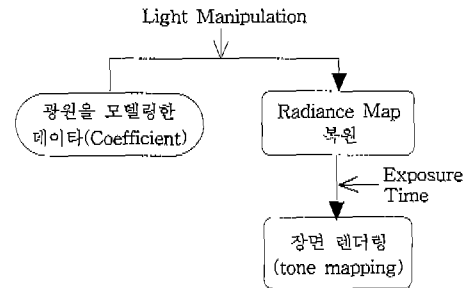 Light Manipulation
광원을 모델링한
데이타(Coefficient)
Radiance Map
복원
Exposure
Time
장면 렌더링
(tone mapping)